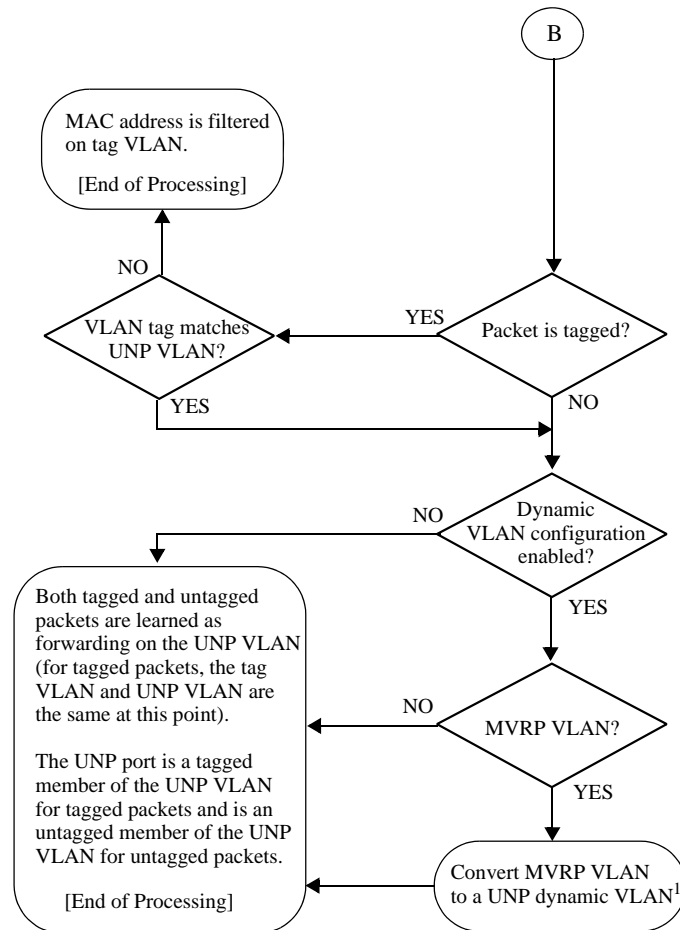 B
MAC address is filtered
on tag VLAN.
[End of Processing]
NO
YES
VLAN tag matches
UNP VLAN?
Packet is tagged?
YES
NO
NO
Dynamic
VLAN configuration
enabled?
YES
Both tagged and untagged
packets are learned as
forwarding on the UNP VLAN
(for tagged packets, the tag
VLAN and UNP VLAN are
the same at this point).
The UNP port is a tagged
member of the UNP VLAN
for tagged packets and is an
untagged member of the UNP
VLAN for untagged packets.
[End of Processing]
NO
MVRP VLAN?
YES
Convert MVRP VLAN
to a UNP dynamic VLAN¹